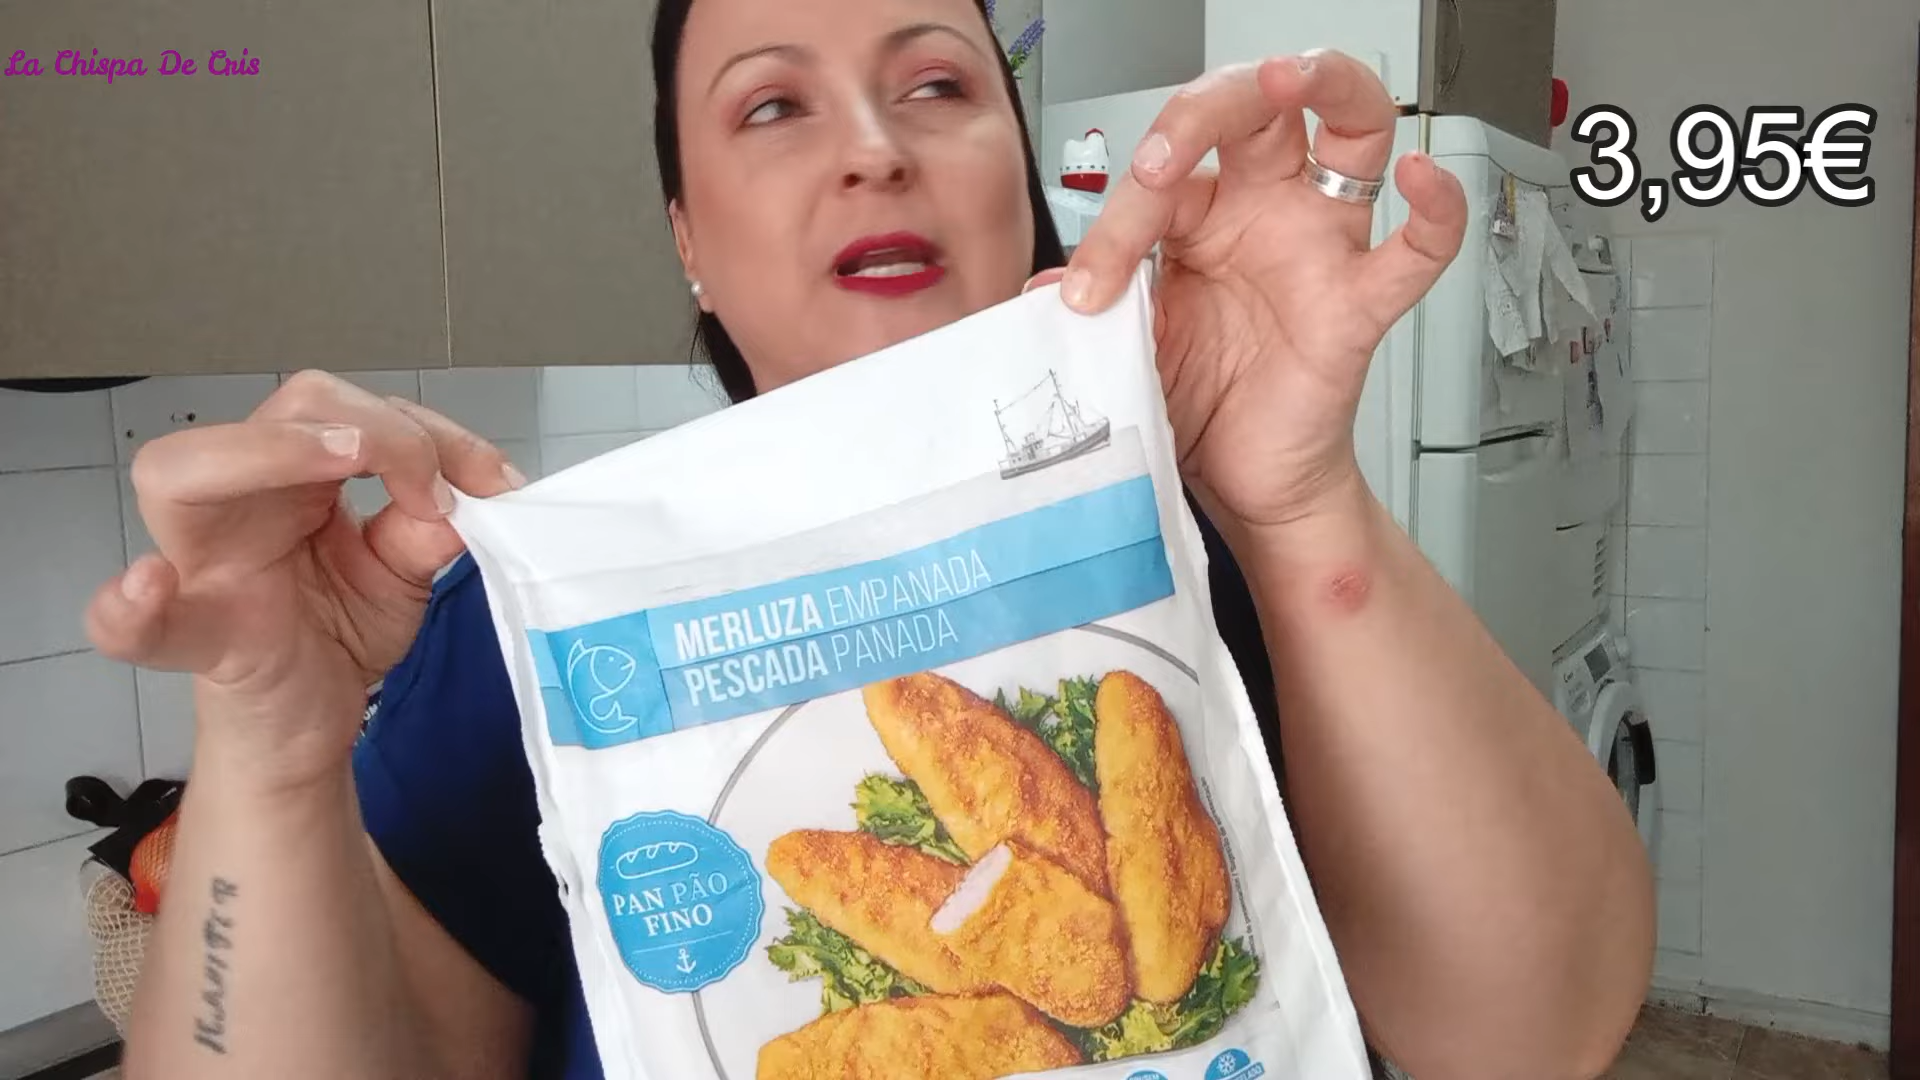 La Chispa De Cris
3,95€
MERLUZA EMPANADA
PESCADA PANADA
PAN PÃO
FINO